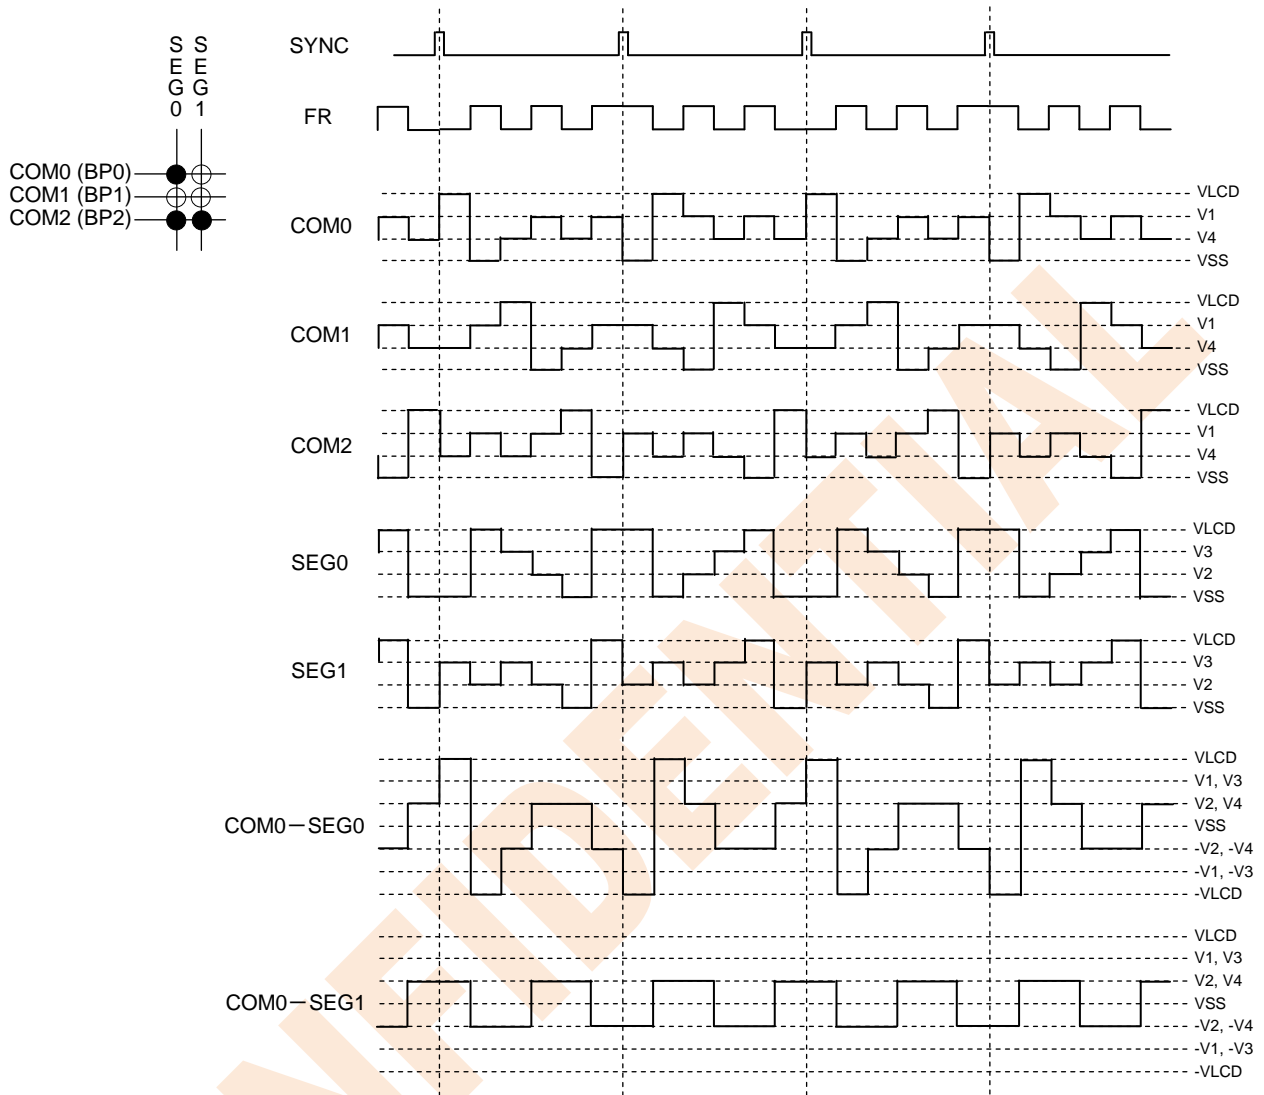 SEG0
SEG1
COM0 (BP0)
COM1 (BP1)
COM2 (BP2)
SYNC
FR
COM0
VLCD
V1
V4
VSS
COM1
VLCD
V1
V4
VSS
COM2
VLCD
V1
V4
VSS
SEG0
VLCD
V3
V2
VSS
SEG1
VLCD
V3
V2
VSS
COM0－SEG0
VLCD
V1, V3
V2, V4
VSS
-V2, -V4
-V1, -V3
-VLCD
COM0－SEG1
VLCD
V1, V3
V2, V4
VSS
-V2, -V4
-V1, -V3
-VLCD
NFIDENTIAL